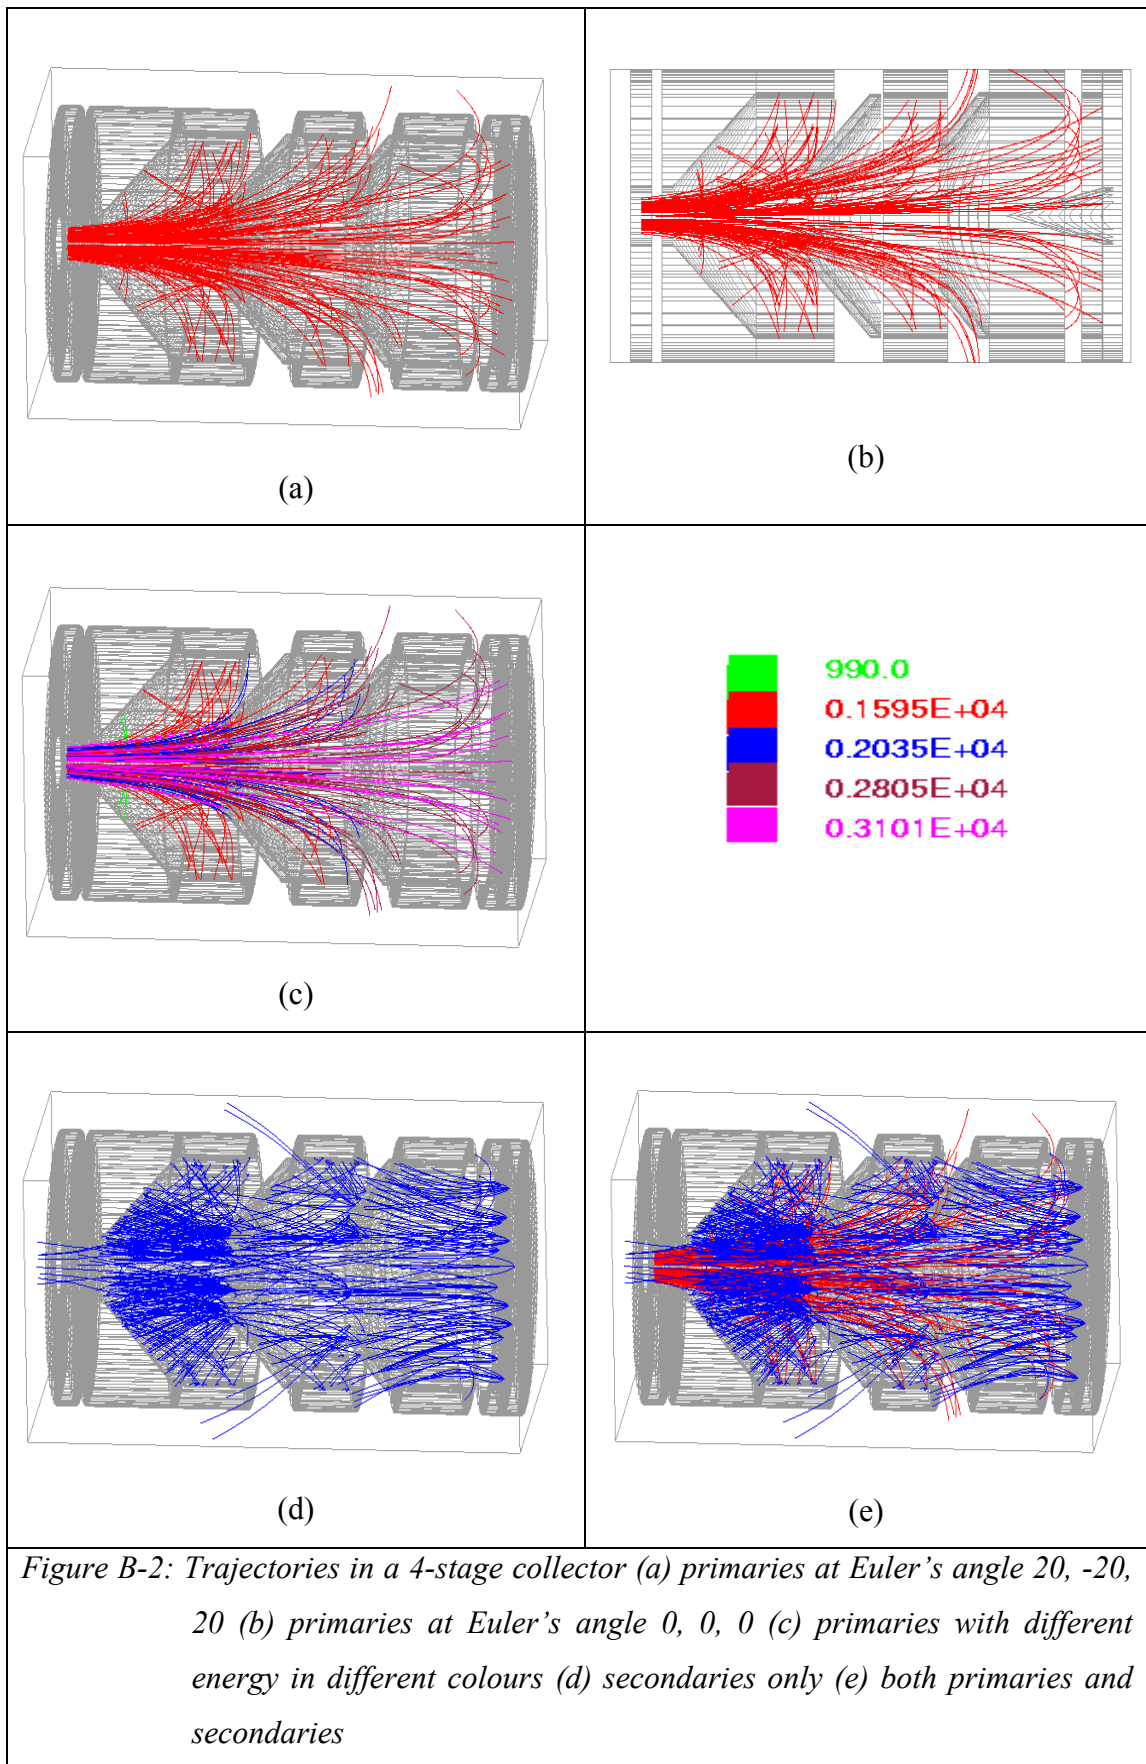 (a)
(b)
(c)
990.0
0.1595E+04
0.2035E+04
0.2805E+04
0.3101E+04
(d)
(e)
Figure B-2: Trajectories in a 4-stage collector (a) primaries at Euler’s angle 20, -20,
20 (b) primaries at Euler’s angle 0, 0, 0 (c) primaries with different
energy in different colours (d) secondaries only (e) both primaries and
secondaries